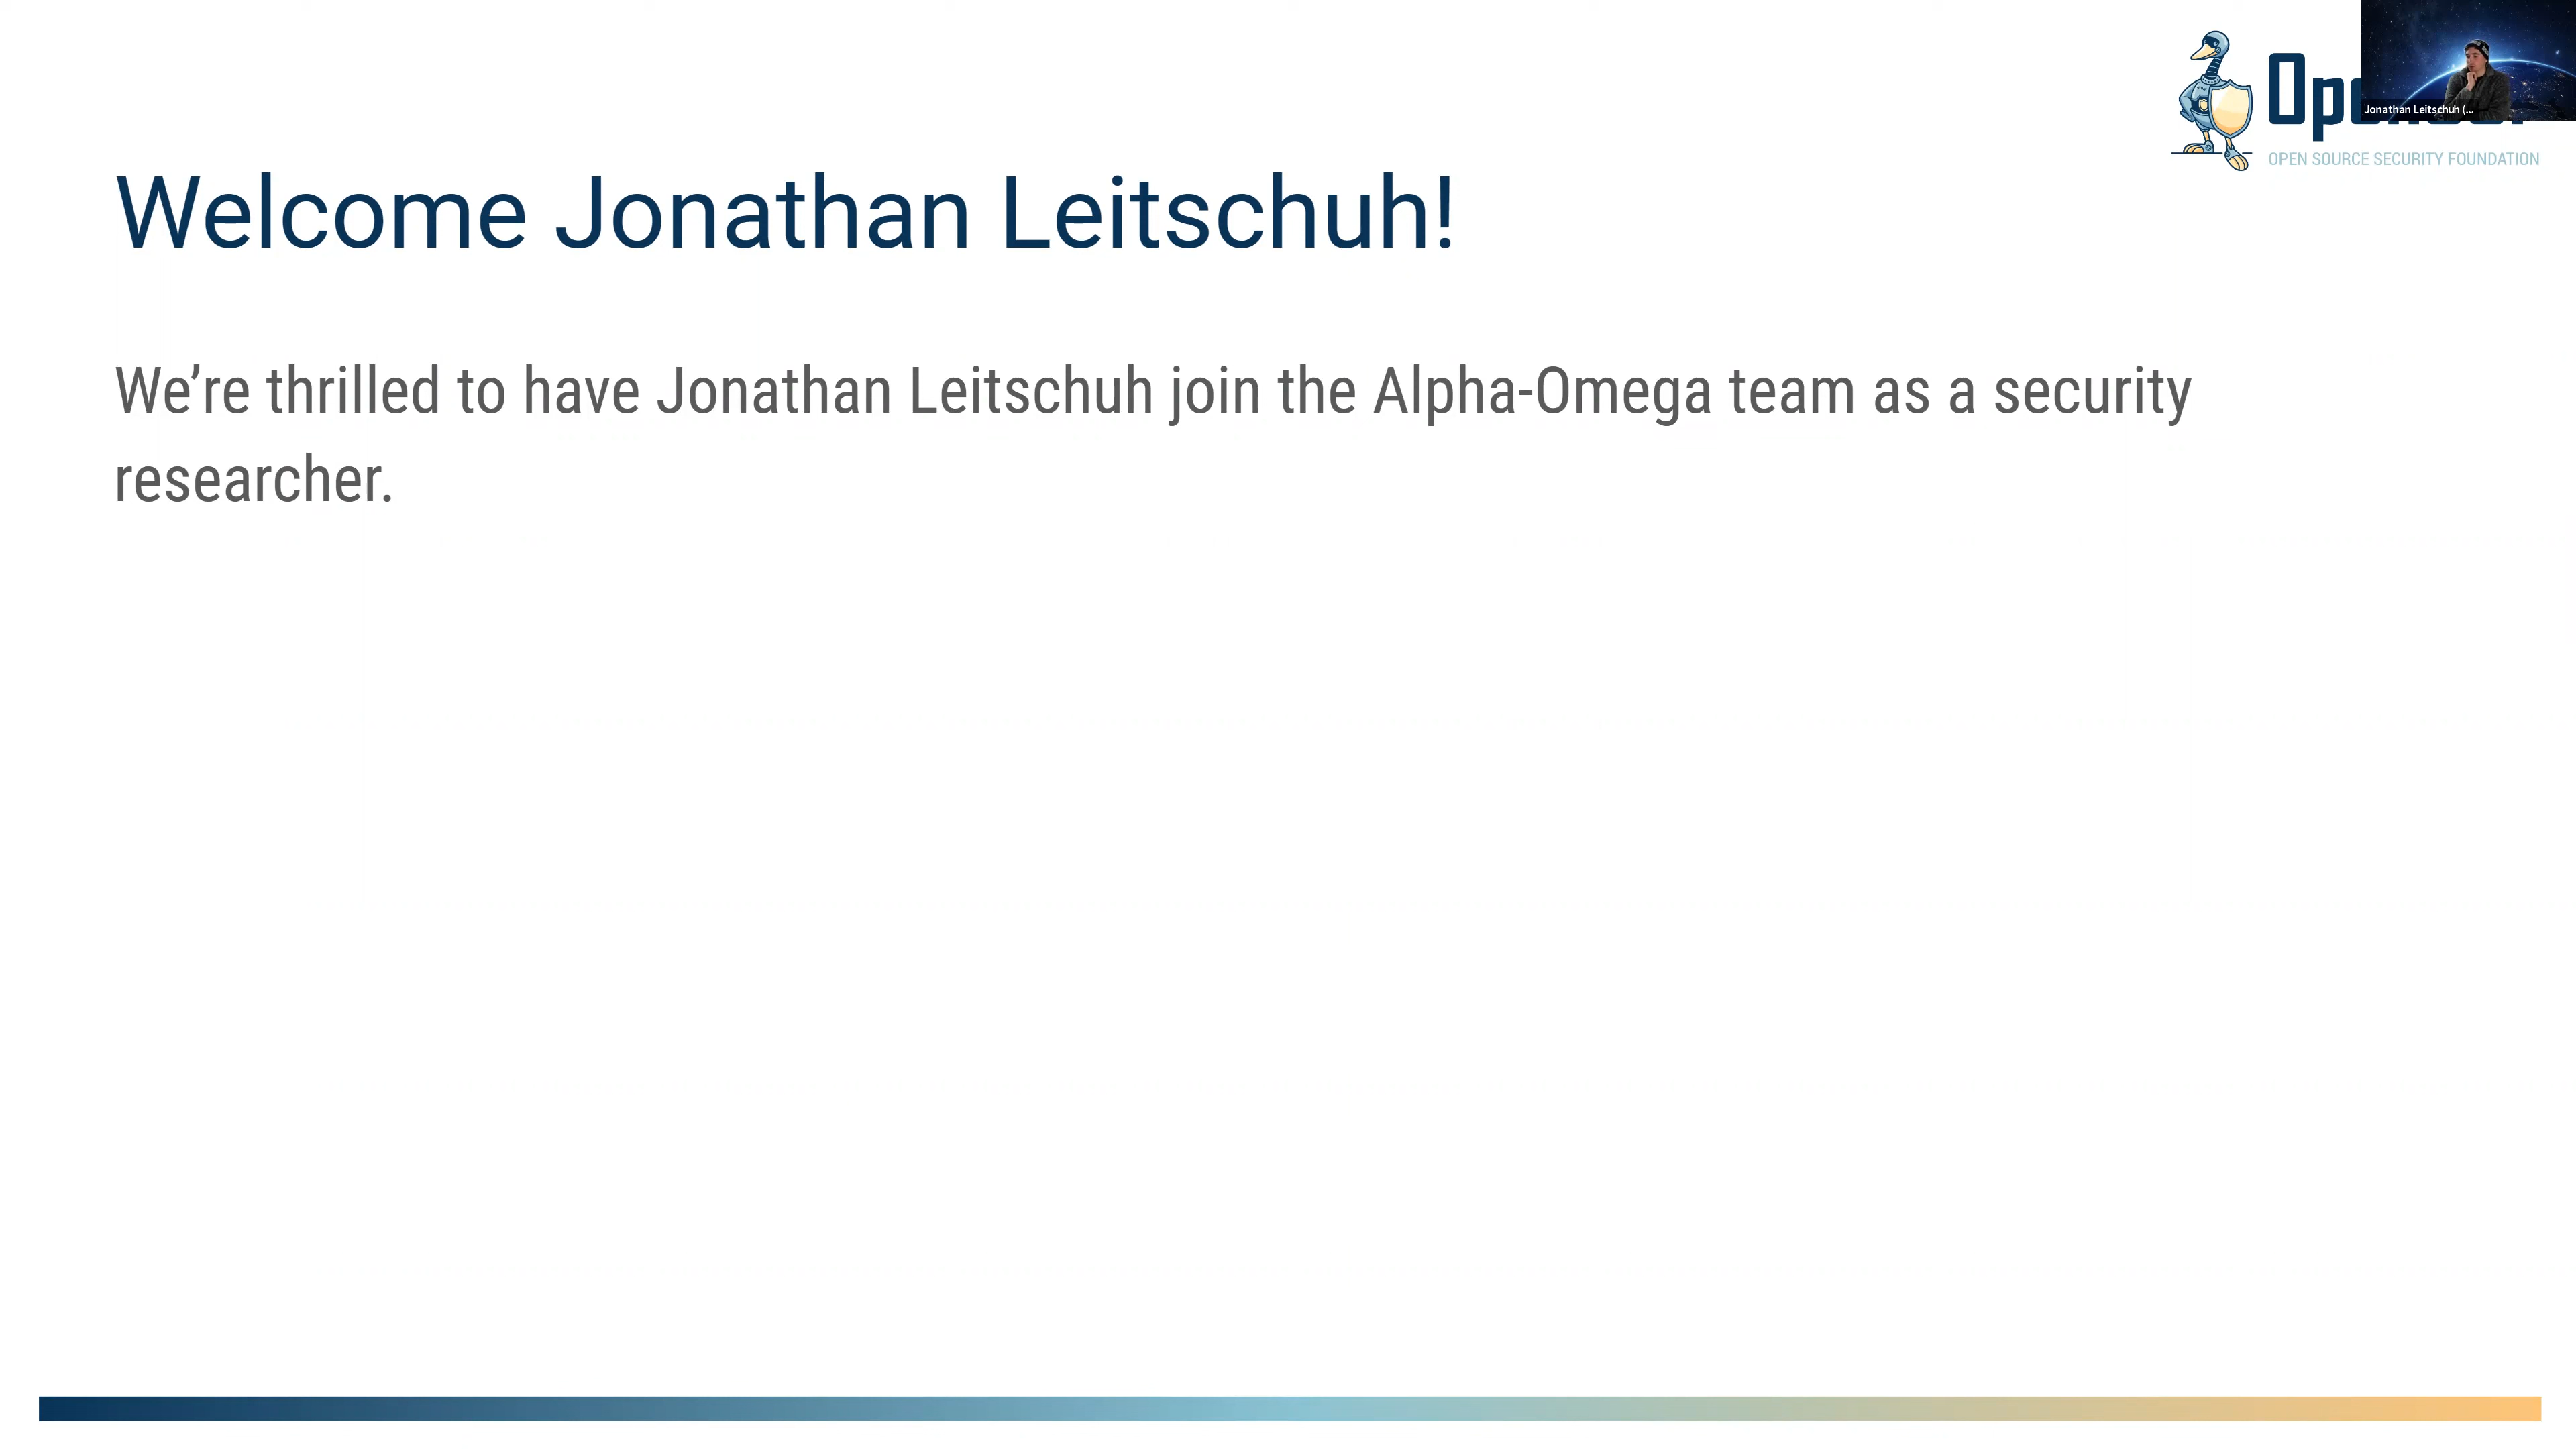 OPEN SOURCE SECURITY FOUNDATION
Jonathan Leitschuh (...
Welcome Jonathan Leitschuh!
We’re thrilled to have Jonathan Leitschuh join the Alpha-Omega team as a security
researcher.